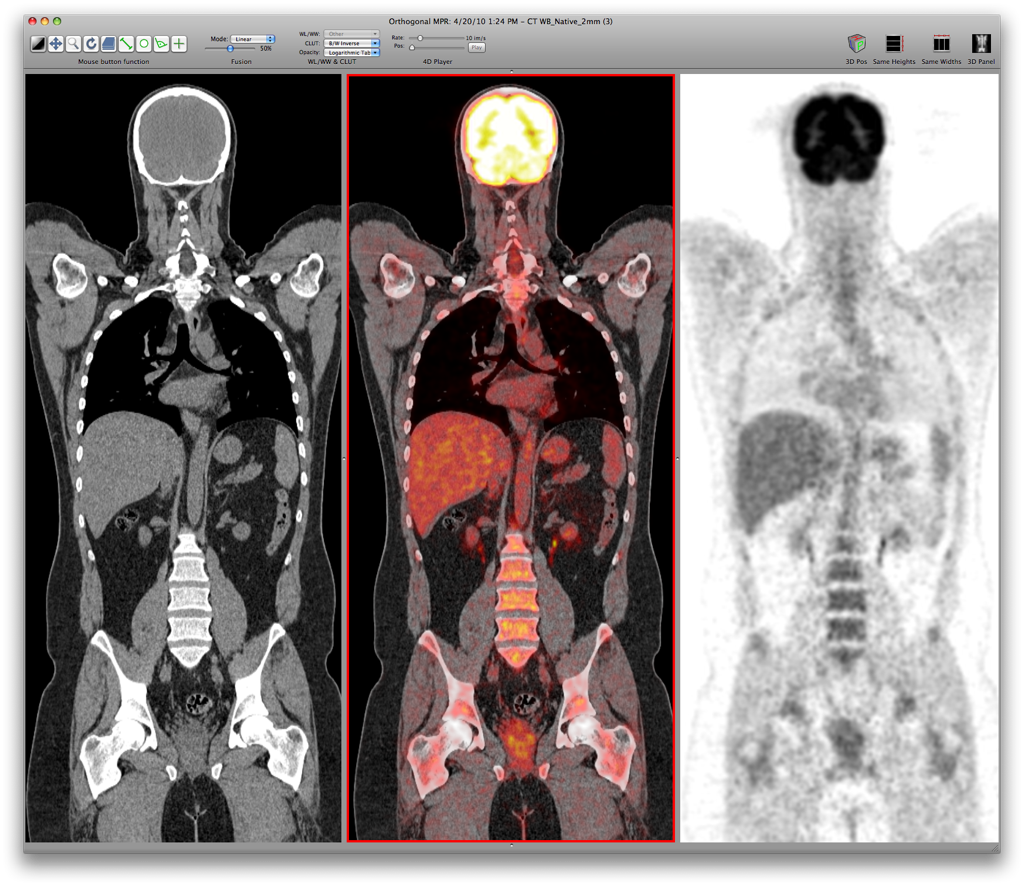 Orthogonal MPR: 4/20/10 1:24 PM - CT WB_Native_2mm (3)
Mode: Linear
50%
Mouse button function
Fusion
WL/WW: Other
CLUT: B/W Inverse
Opacity: Logarithmic Tab
WL/WW & CLUT
Rate: 10 im/s
Pos: Play
4D Player
3D Pos
Same Heights
Same Widths
3D Panel